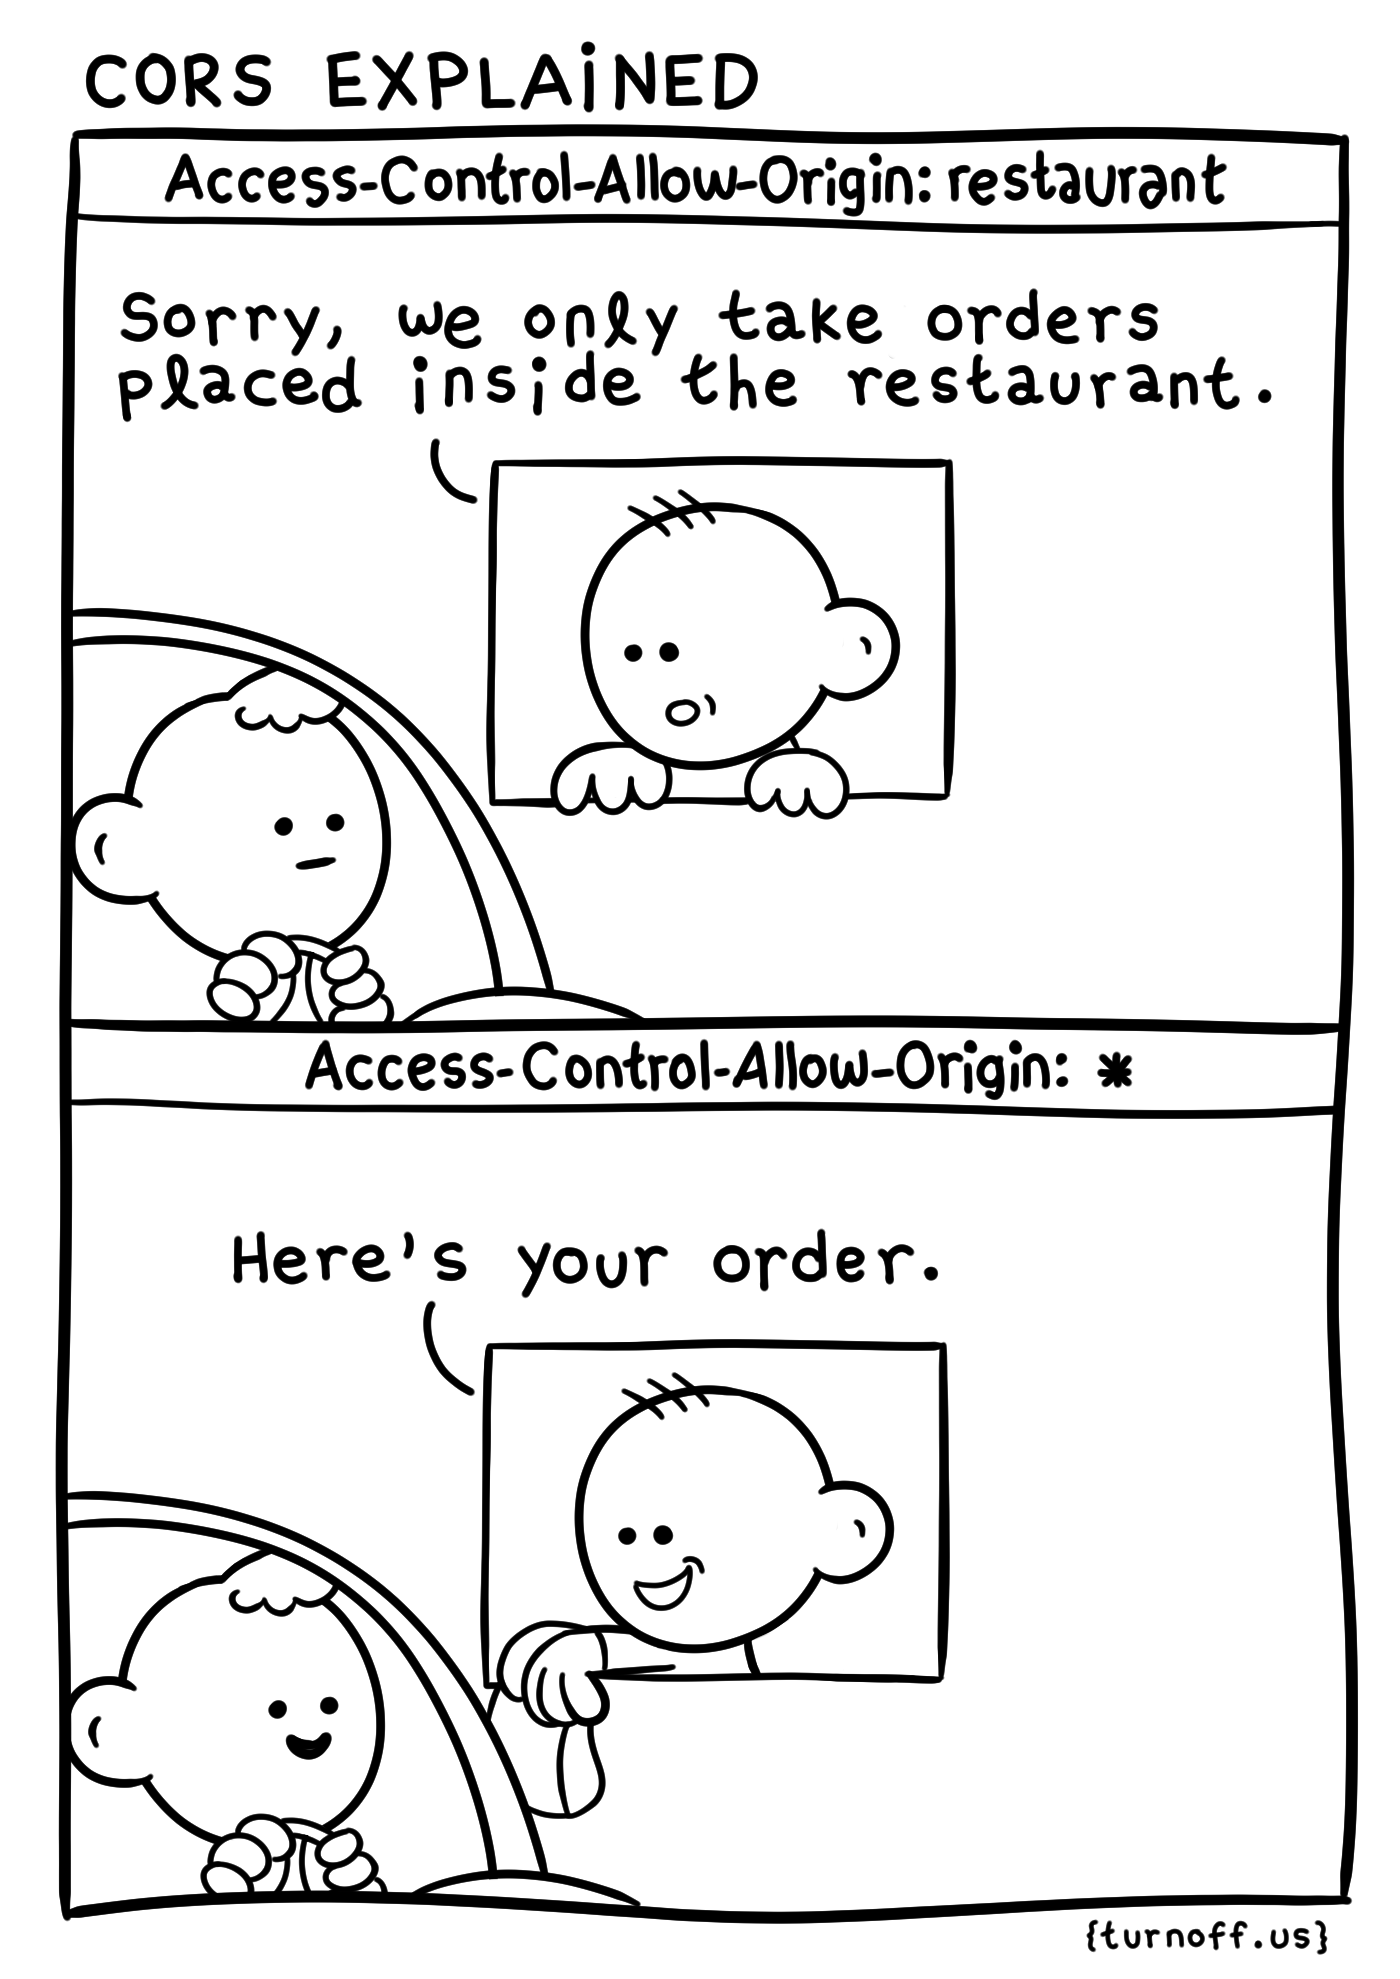 CORS EXPLAiNED
Access-Control-Allow-Origin: restaurant
Sorry, we only take orders
placed inside the restaurant.
Access-Control-Allow-Origin: *
Here's your order.
{turnoff.us}